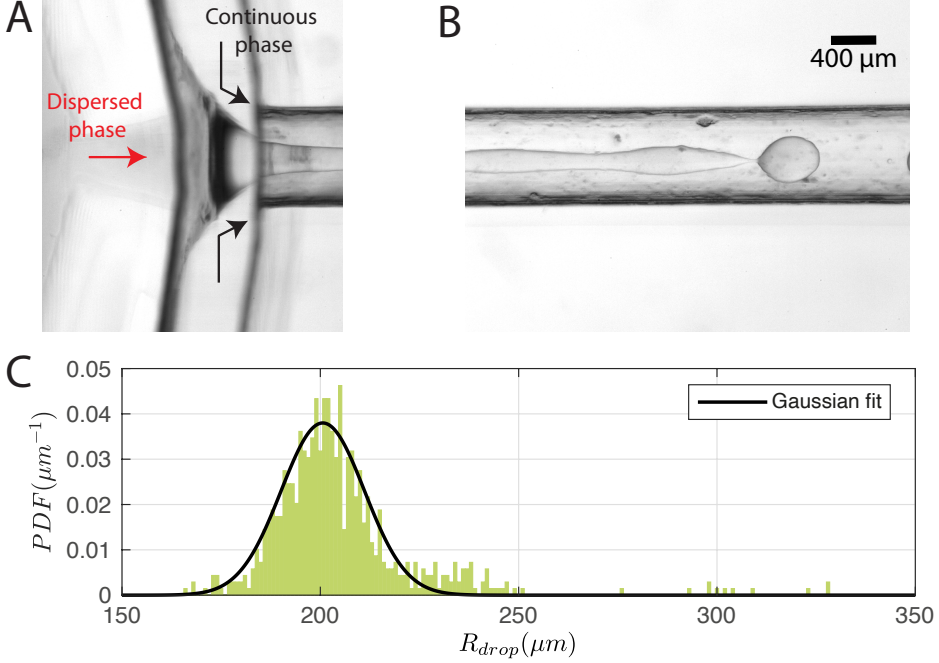 A
Continuous
phase
Dispersed
phase
B
400 μm
C
0.05
0.04
0.03
0.02
0.01
0
PDF(μm⁻¹)
Gaussian fit
150
200
250
300
350
R_drop(μm)